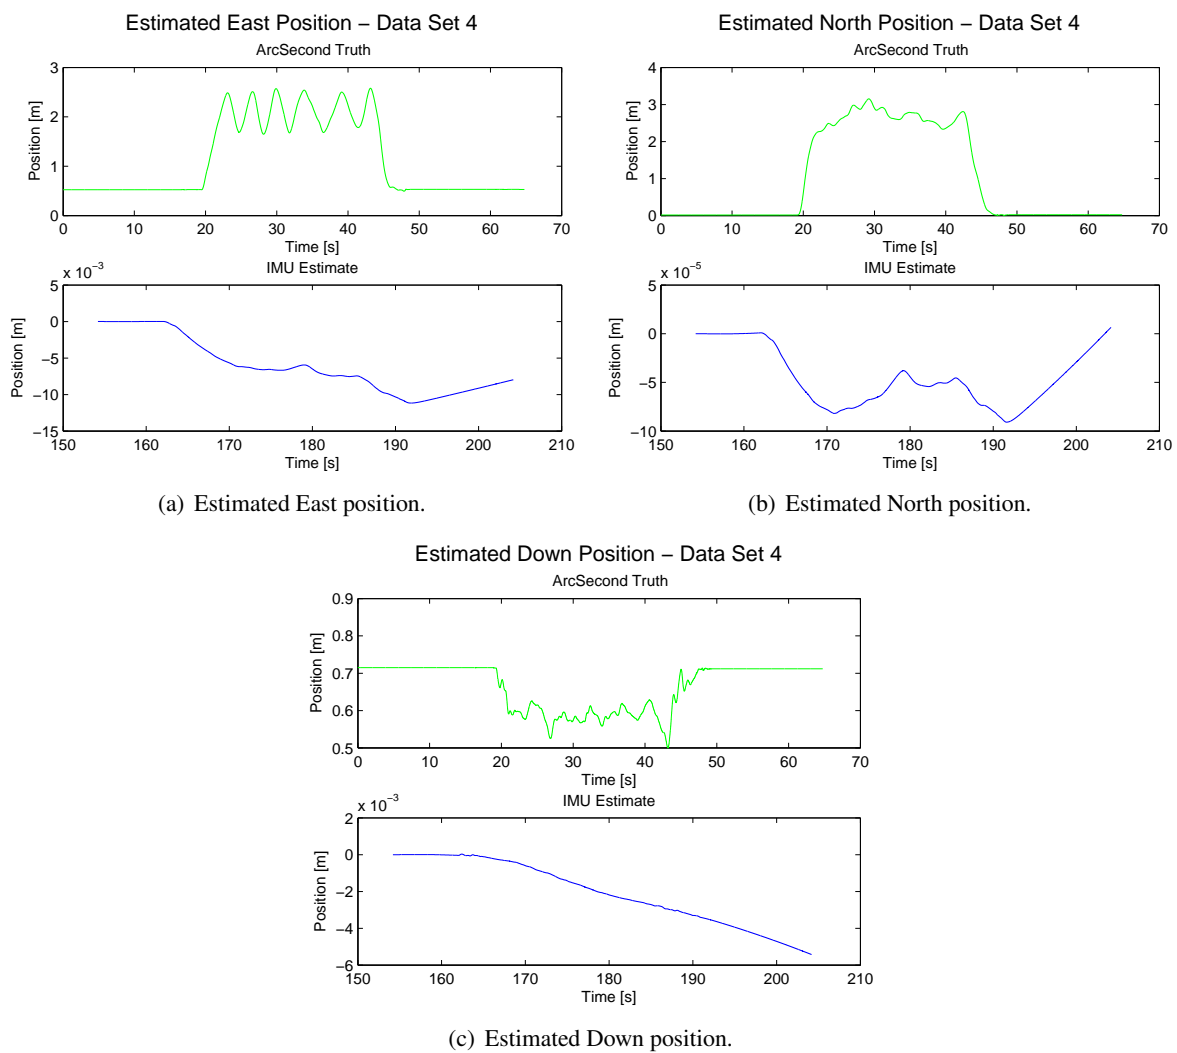 Estimated East Position − Data Set 4
ArcSecond Truth
Position [m]
3
2
1
0
0 10 20 30 40 50 60 70
Time [s]
x 10−3
IMU Estimate
Position [m]
5
0
−5
−10
−15
150 160 170 180 190 200 210
Time [s]
(a) Estimated East position.
Estimated North Position − Data Set 4
ArcSecond Truth
Position [m]
4
3
2
1
0
0 10 20 30 40 50 60 70
Time [s]
x 10−5
IMU Estimate
Position [m]
5
0
−5
−10
150 160 170 180 190 200 210
Time [s]
(b) Estimated North position.
Estimated Down Position − Data Set 4
ArcSecond Truth
Position [m]
0.9
0.8
0.7
0.6
0.5
0 10 20 30 40 50 60 70
Time [s]
x 10−3
IMU Estimate
Position [m]
2
0
−2
−4
−6
150 160 170 180 190 200 210
Time [s]
(c) Estimated Down position.